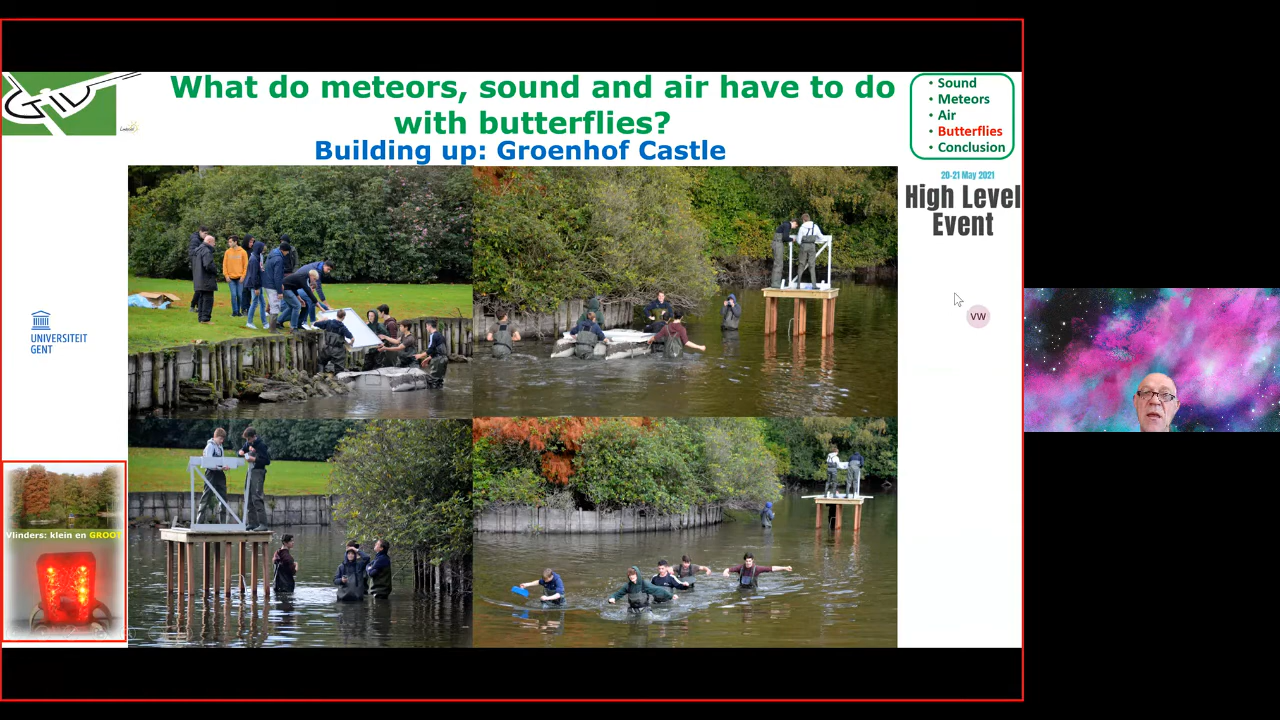 GID
What do meteors, sound and air have to do
with butterflies?
Building up: Groenhof Castle
• Sound
• Meteors
• Air
• Butterflies
• Conclusion
20-21 May 2021
High Level
Event
VW
UNIVERSITEIT
GENT
Vlinders: klein en GROOT